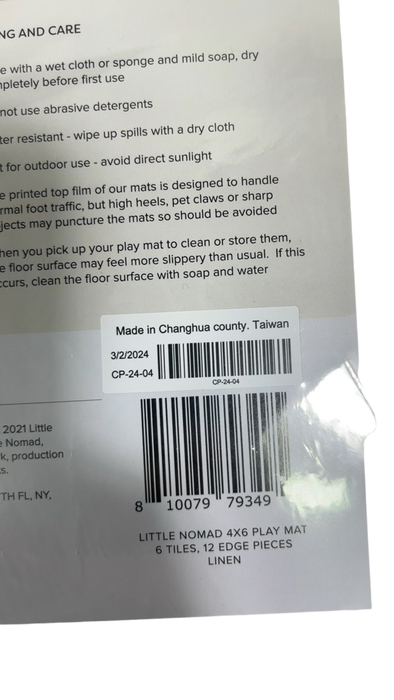 NG AND CARE
e with a wet cloth or sponge and mild soap, dry
pletely before first use
not use abrasive detergents
ter resistant - wipe up spills with a dry cloth
t for outdoor use - avoid direct sunlight
e printed top film of our mats is designed to handle
rmal foot traffic, but high heels, pet claws or sharp
jects may puncture the mats so should be avoided
hen you pick up your play mat to clean or store them,
e floor surface may feel more slippery than usual. If this
ccurs, clean the floor surface with soap and water
Made in Changhua county. Taiwan
3/2/2024
CP-24-04
CP-24-04
2021 Little
e Nomad,
k, production
s.
TH FL, NY,
8 10079 79349
LITTLE NOMAD 4X6 PLAY MAT
6 TILES, 12 EDGE PIECES
LINEN